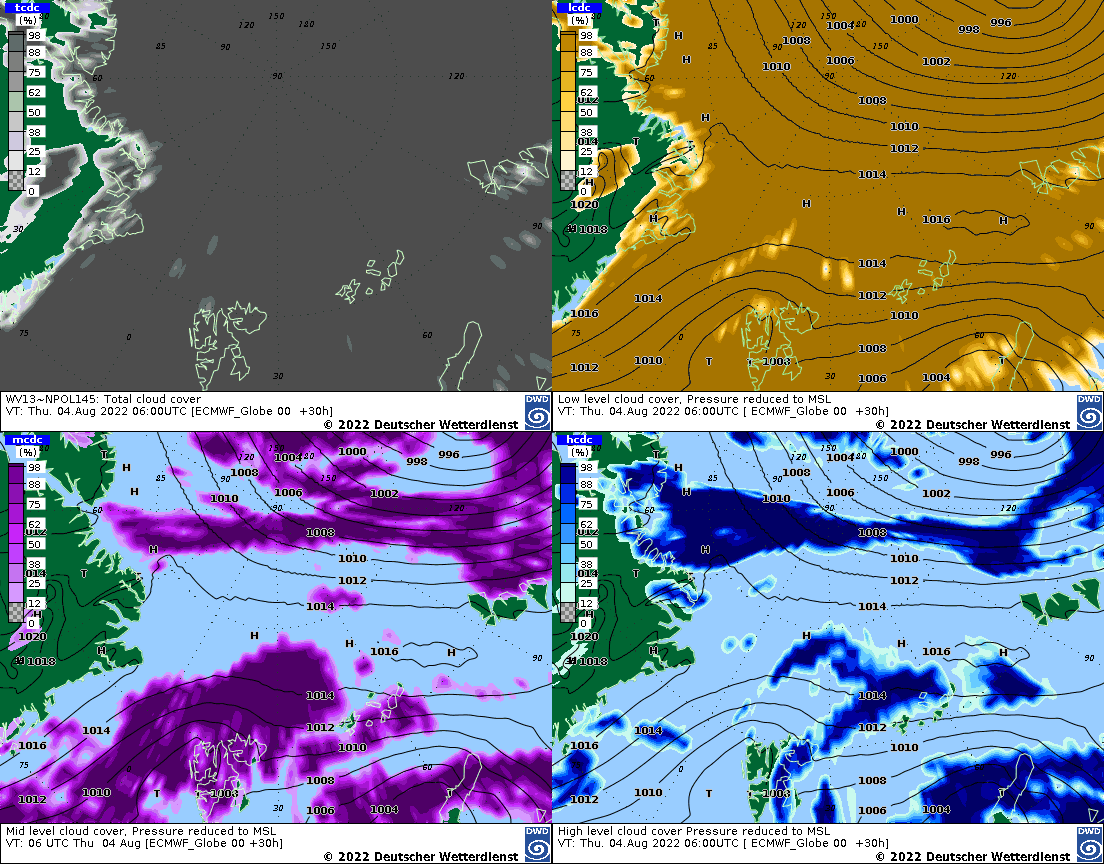 tcdc
(%)
98
88
75
62
50
38
25
12
0
120
150
180
85
90
150
60
90
120
30
90
75
0
60
30
WV13~NPOL145: Total cloud cover
VT: Thu. 04.Aug 2022 06:00UTC [ECMWF_Globe 00 +30h]
© 2022 Deutscher Wetterdienst
DWD
lcdc
(%)
98
88
75
62
50
38
25
12
0
T
H
H
150
120
180
85
90
150
1004
1008
1000
998
996
1010
1006
1002
60
90
120
1012
1008
H
1010
1012
T
1014
H
1020
1018
H
H
H
H
1016
H
90
1014
1014
1012
1016
1010
75
0
60
1008
1012
1010
T
T
1008
1006
1004
T
Low level cloud cover, Pressure reduced to MSL
VT: Thu. 04.Aug 2022 06:00UTC [ ECMWF_Globe 00 +30h]
© 2022 Deutscher Wetterdienst
DWD
mcdc
(%)
98
88
75
62
50
38
25
12
0
T
H
H
150
120
180
85
150
1004
1008
1000
998
996
1010
1006
1002
60
90
120
1008
H
1010
1012
T
1014
H
1020
1018
H
H
H
H
1016
H
90
1014
1014
1012
1016
1010
75
0
60
1008
1012
1010
T
T
1008
30
1006
1004
T
Mid level cloud cover, Pressure reduced to MSL
VT: 06 UTC Thu 04 Aug [ECMWF_Globe 00 +30h]
© 2022 Deutscher Wetterdienst
DWD
hcdc
(%)
98
88
75
62
50
38
25
12
0
T
H
H
150
120
180
85
90
150
1004
1008
1000
998
996
1010
1006
1002
60
120
1008
H
1010
1012
T
1014
H
1020
1018
H
H
H
H
1016
H
90
1014
1014
1012
1016
1010
75
0
1008
1012
1010
T
T
1008
1006
1004
T
High level cloud cover Pressure reduced to MSL
VT: Thu. 04.Aug 2022 06:00UTC [ ECMWF_Globe 00 +30h]
© 2022 Deutscher Wetterdienst
DWD